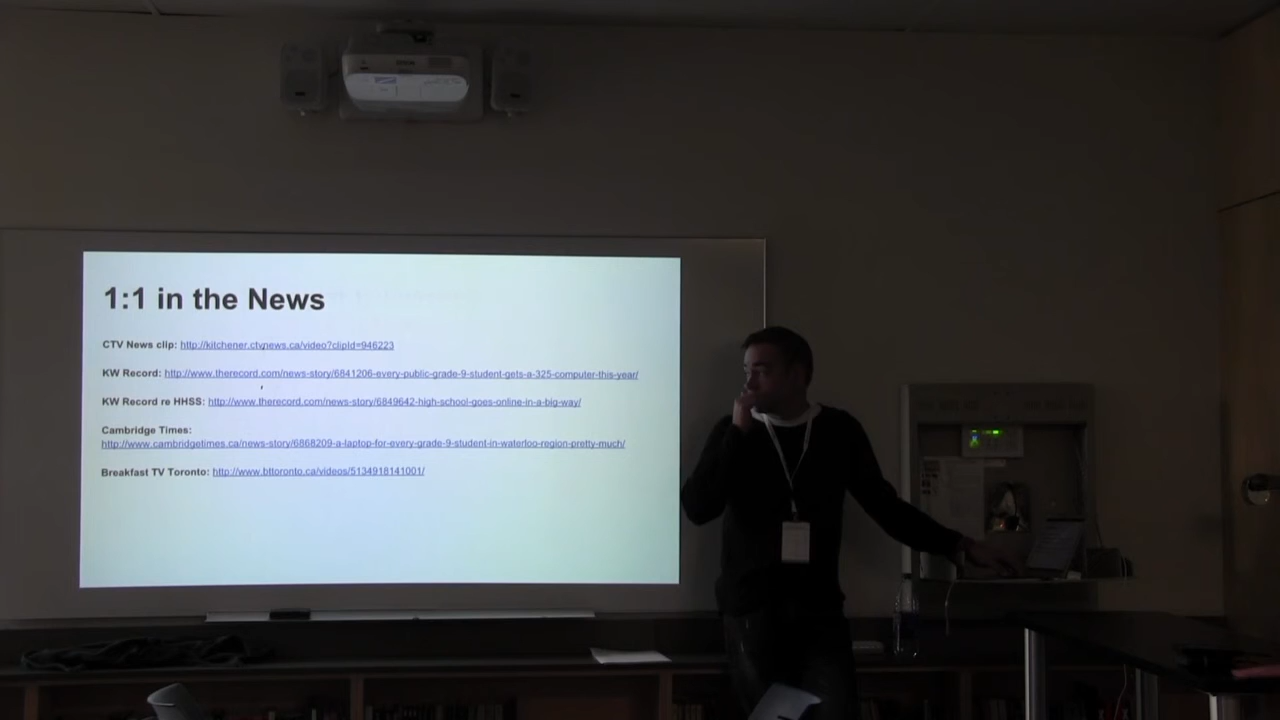 1:1 in the News
CTV News clip: http://kitchener.ctvnews.ca/video?clipId=946223
KW Record: http://www.therecord.com/news-story/6841206-every-public-grade-9-student-gets-a-325-computer-this-year/
KW Record re HHSS: http://www.therecord.com/news-story/6849642-high-school-goes-online-in-a-big-way/
Cambridge Times:
http://www.cambridgetimes.ca/news-story/6868209-a-laptop-for-every-grade-9-student-in-waterloo-region-pretty-much/
Breakfast TV Toronto: http://www.bttoronto.ca/videos/5134918141001/